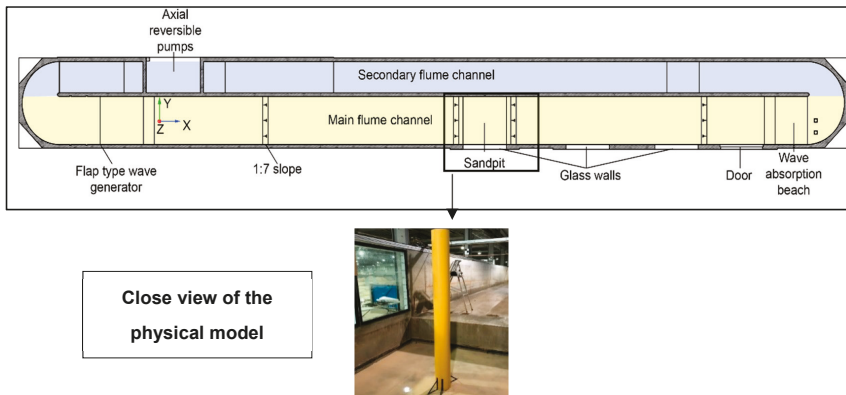 Axial
reversible
pumps
Secondary flume channel
Y
Z
X
Main flume channel
Flap type wave
generator
1:7 slope
Sandpit
Glass walls
Door
Wave
absorption
beach
Close view of the
physical model